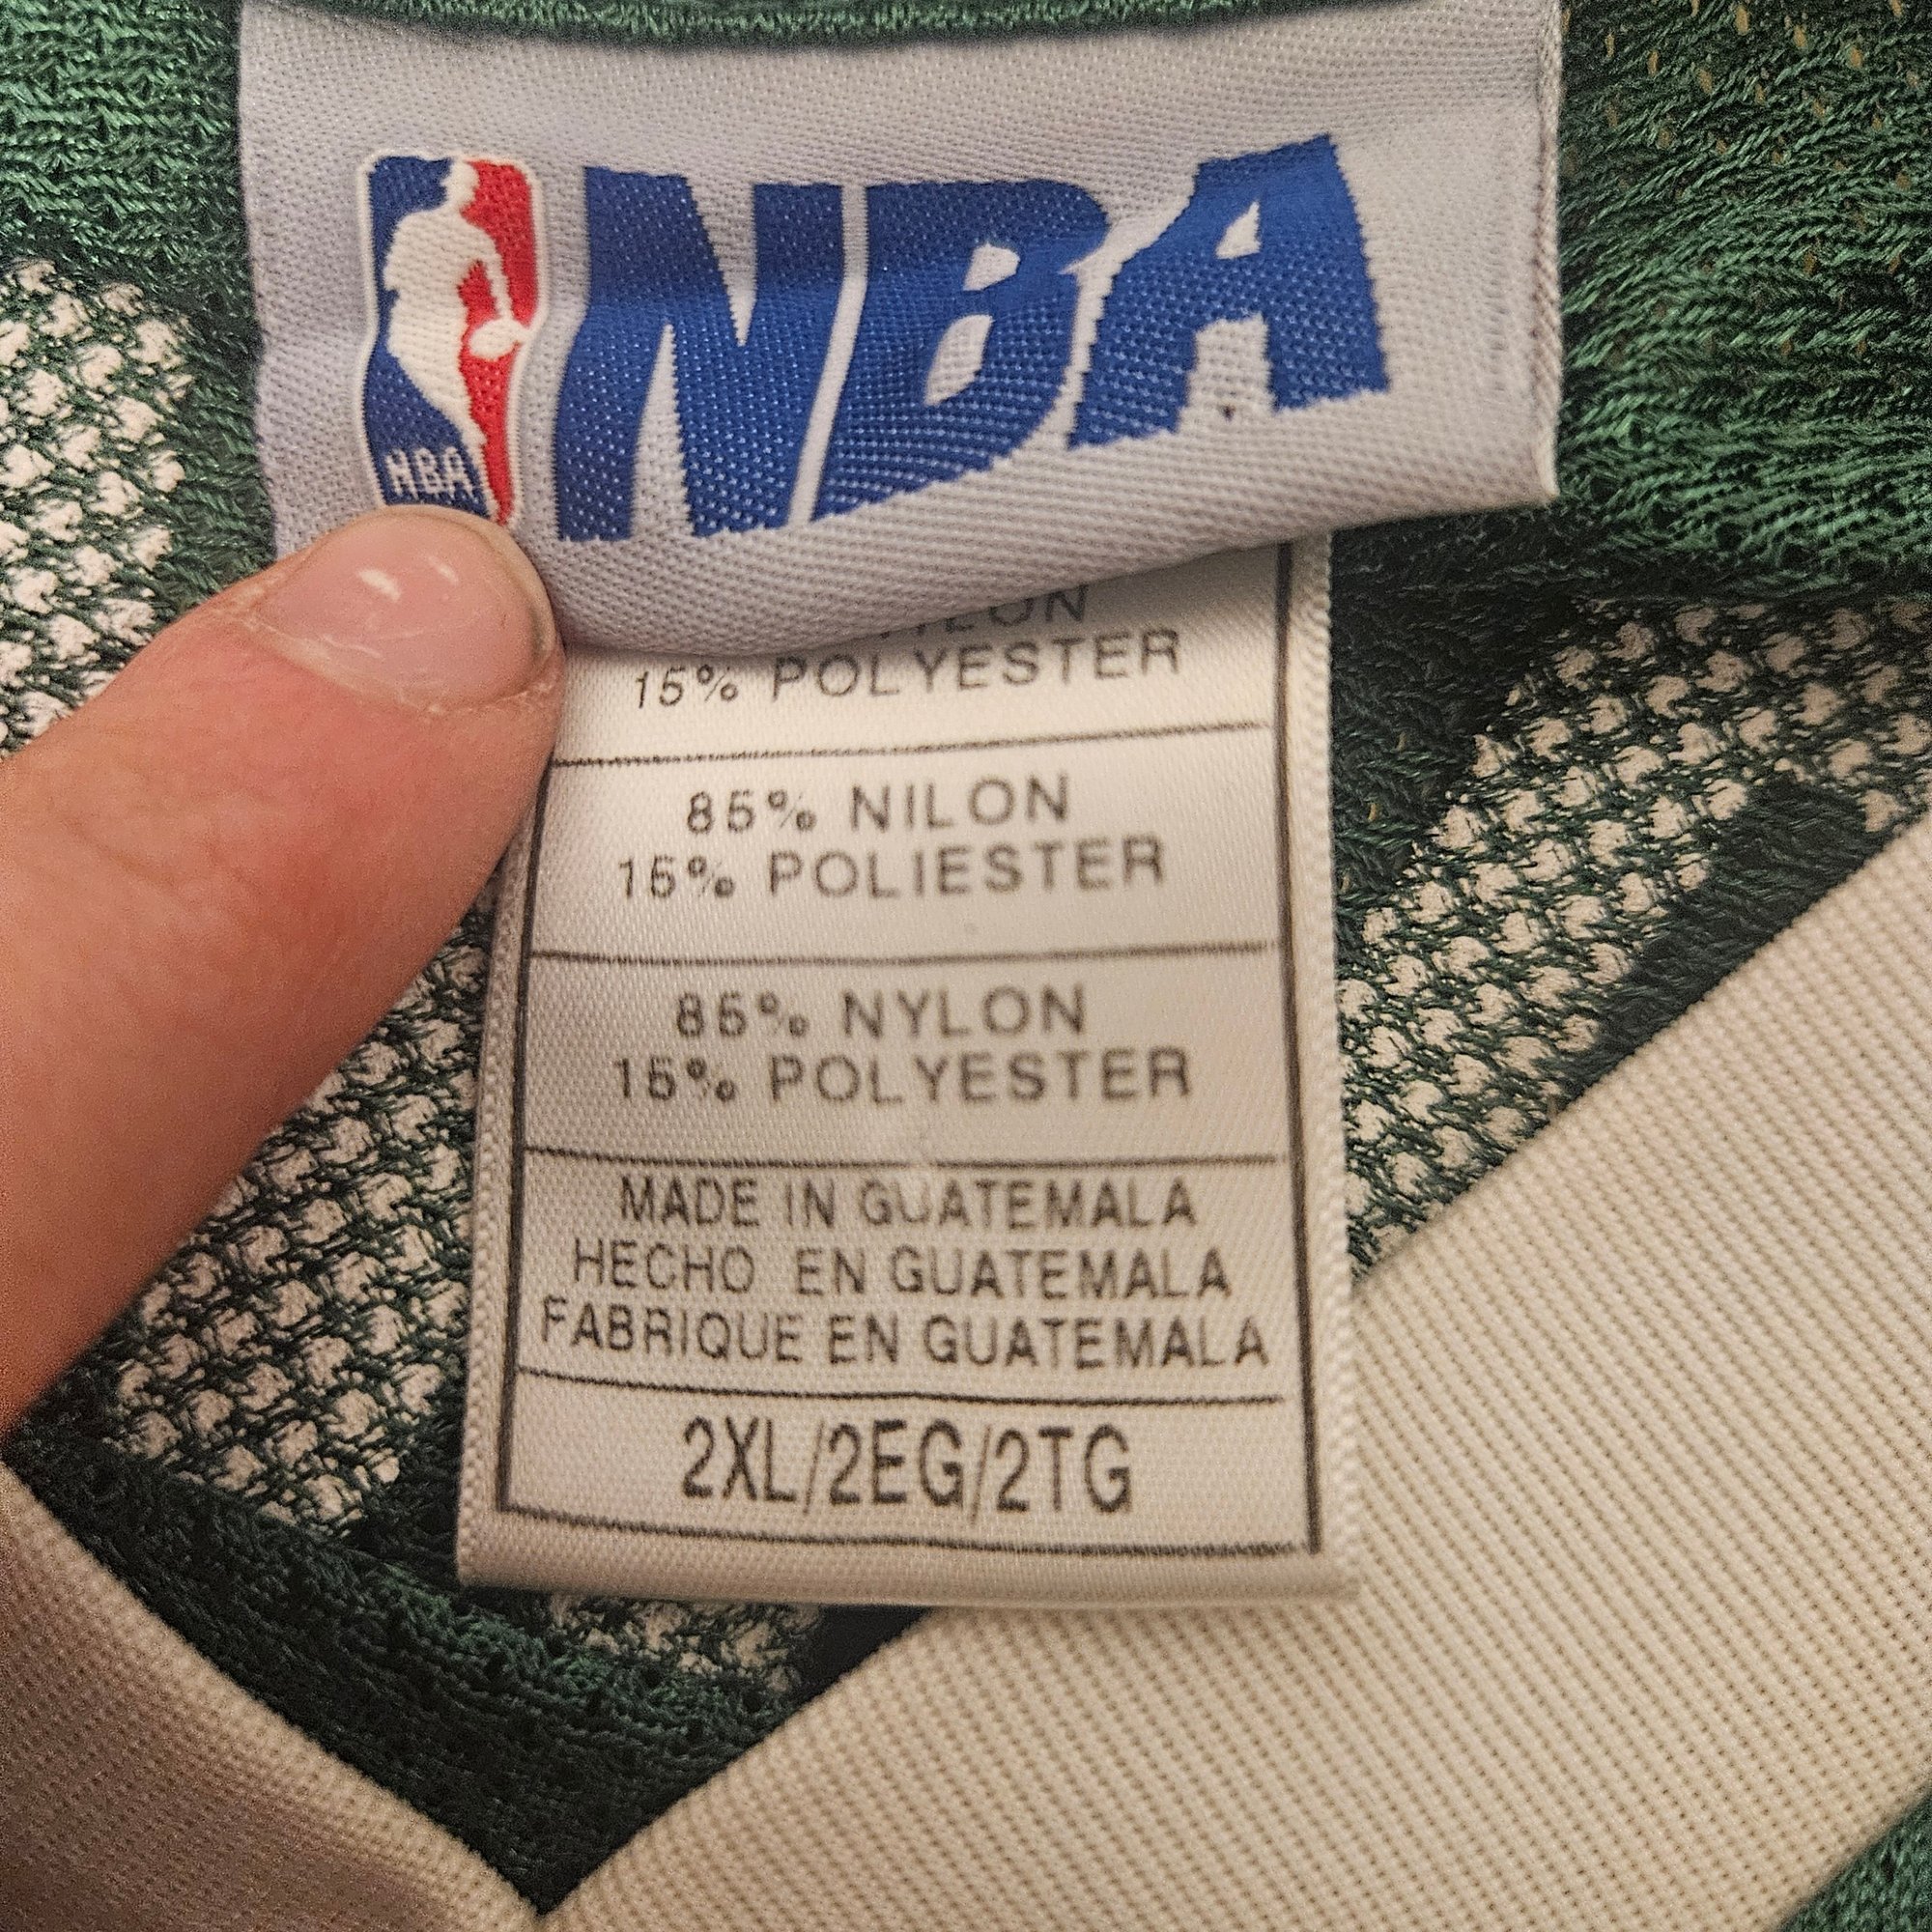 NBA
NBA
15% POLYESTER
85% NILON
15% POLIESTER
85% NYLON
15% POLYESTER
MADE IN GUATEMALA
HECHO EN GUATEMALA
FABRIQUE EN GUATEMALA
2XL/2EG/2TG